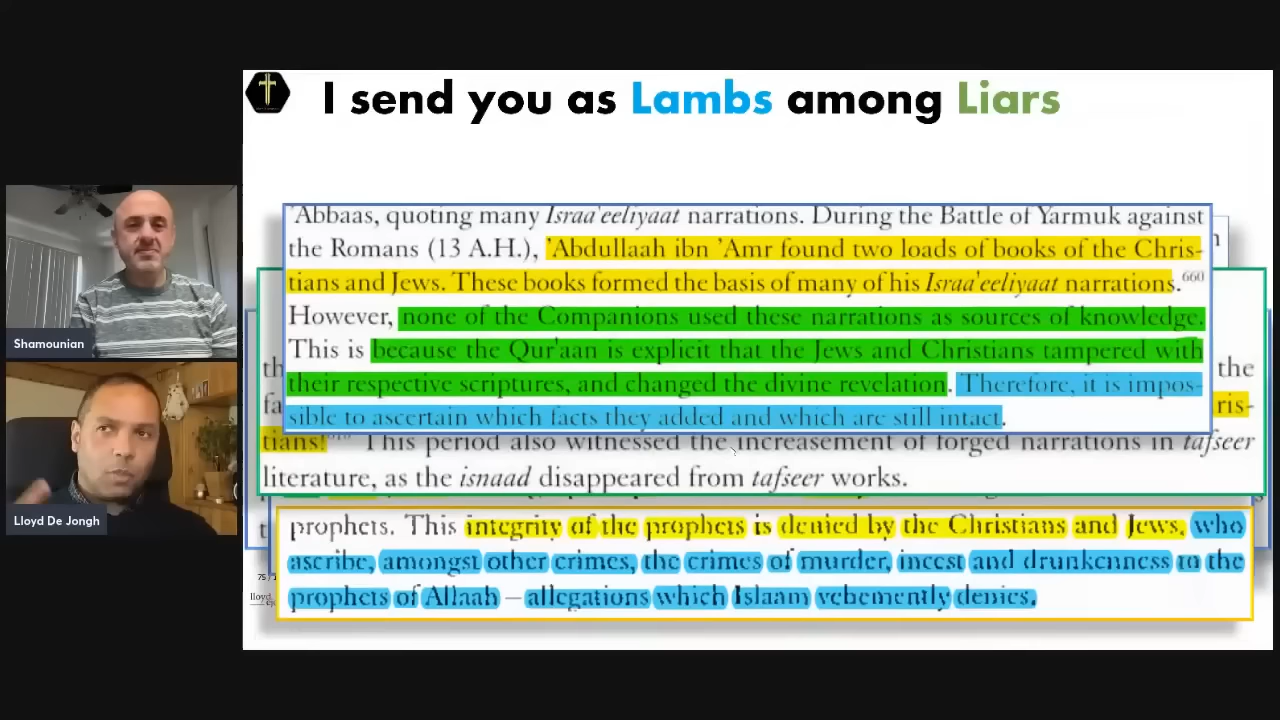 I send you as Lambs among Liars
'Abbaas, quoting many Israa'eeliyaat narrations. During the Battle of Yarmuk against
the Romans (13 A.H.), 'Abdullaah ibn 'Amr found two loads of books of the Chris-
tians and Jews. These books formed the basis of many of his Israa'eeliyaat narrations.660
However, none of the Companions used these narrations as sources of knowledge.
This is because the Qur'aan is explicit that the Jews and Christians tampered with
their respective scriptures, and changed the divine revelation. Therefore, it is impos-
sible to ascertain which facts they added and which are still intact.
th the
fa ris-
tians! This period also witnessed the increasement of forged narrations in tafseer
literature, as the isnaad disappeared from tafseer works.
prophets. This integrity of the prophets is denied by the Christians and Jews, who
ascribe, amongst other crimes, the crimes of murder, incest and drunkenness to the
prophets of Allaah – allegations which Islaam vehemently denies.
Shamounian
Lloyd De Jongh